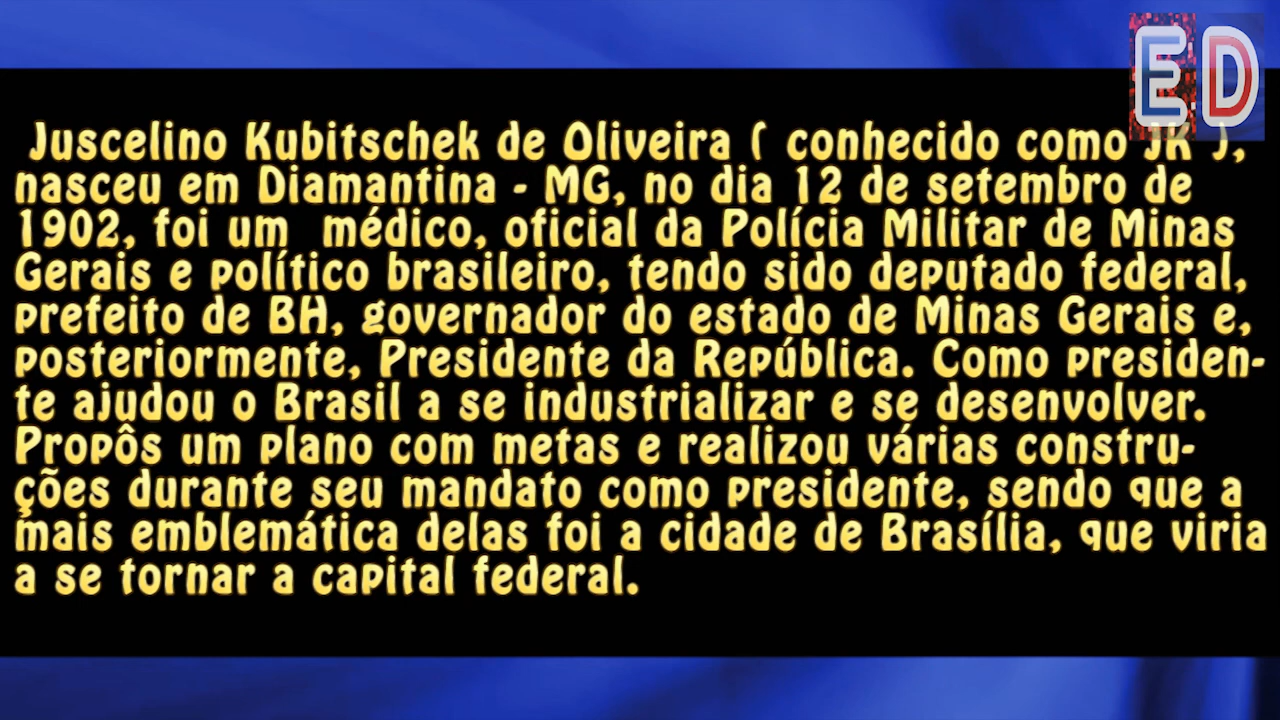 ED
Juscelino Kubitschek de Oliveira ( conhecido como JK ),
nasceu em Diamantina - MG, no dia 12 de setembro de
1902, foi um médico, oficial da Polícia Militar de Minas
Gerais e político brasileiro, tendo sido deputado federal,
prefeito de BH, governador do estado de Minas Gerais e,
posteriormente, Presidente da República. Como presiden-
te ajudou o Brasil a se industrializar e se desenvolver.
Propôs um plano com metas e realizou várias constru-
ções durante seu mandato como presidente, sendo que a
mais emblemática delas foi a cidade de Brasília, que viria
a se tornar a capital federal.